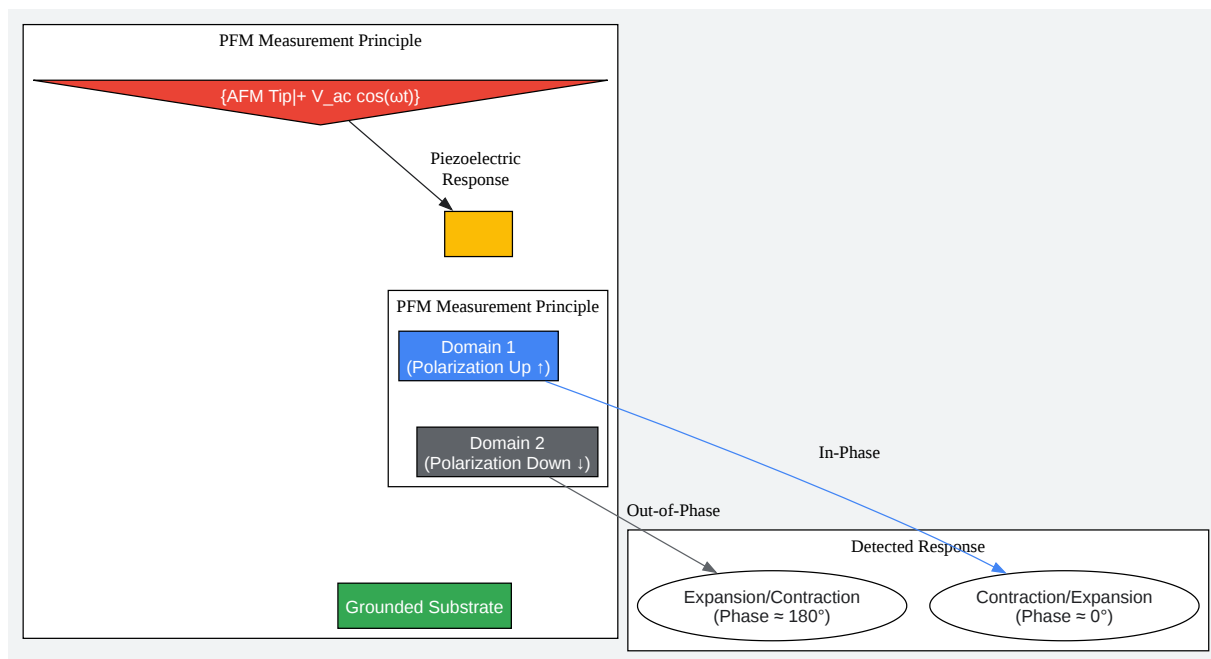 PFM Measurement Principle
{AFM Tip|+ V_ac cos(ωt)}
Piezoelectric
Response
PFM Measurement Principle
Domain 1
(Polarization Up ↑)
Domain 2
(Polarization Down ↓)
In-Phase
Out-of-Phase
Detected Response
Expansion/Contraction
(Phase ≈ 180°)
Contraction/Expansion
(Phase ≈ 0°)
Grounded Substrate